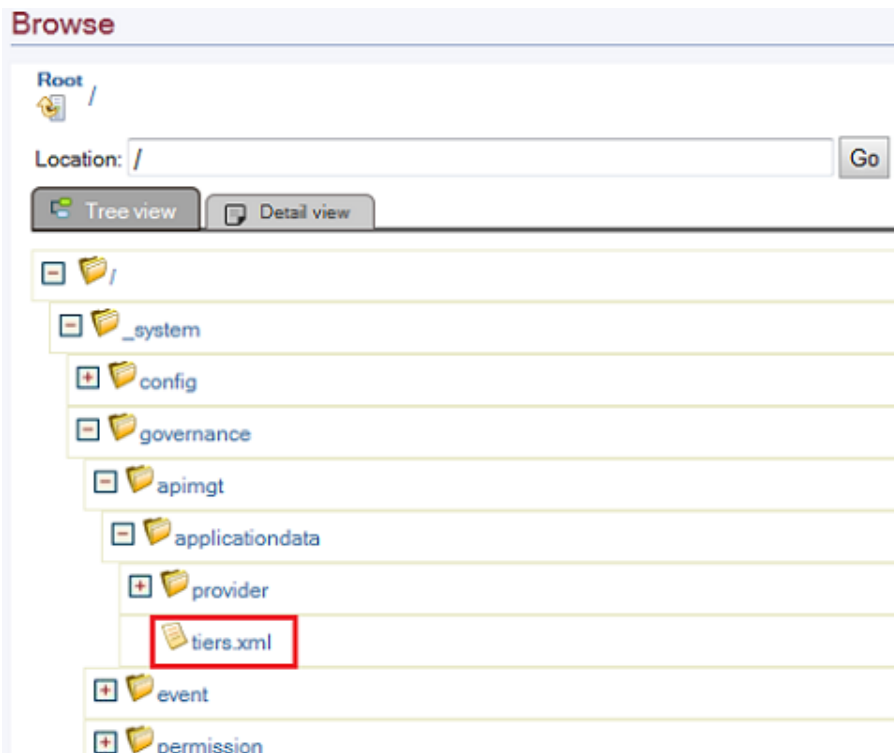 Browse
Root /
Location: / Go
Tree view Detail view
/
_system
config
governance
apimgt
applicationdata
provider
tiers.xml
event
permission